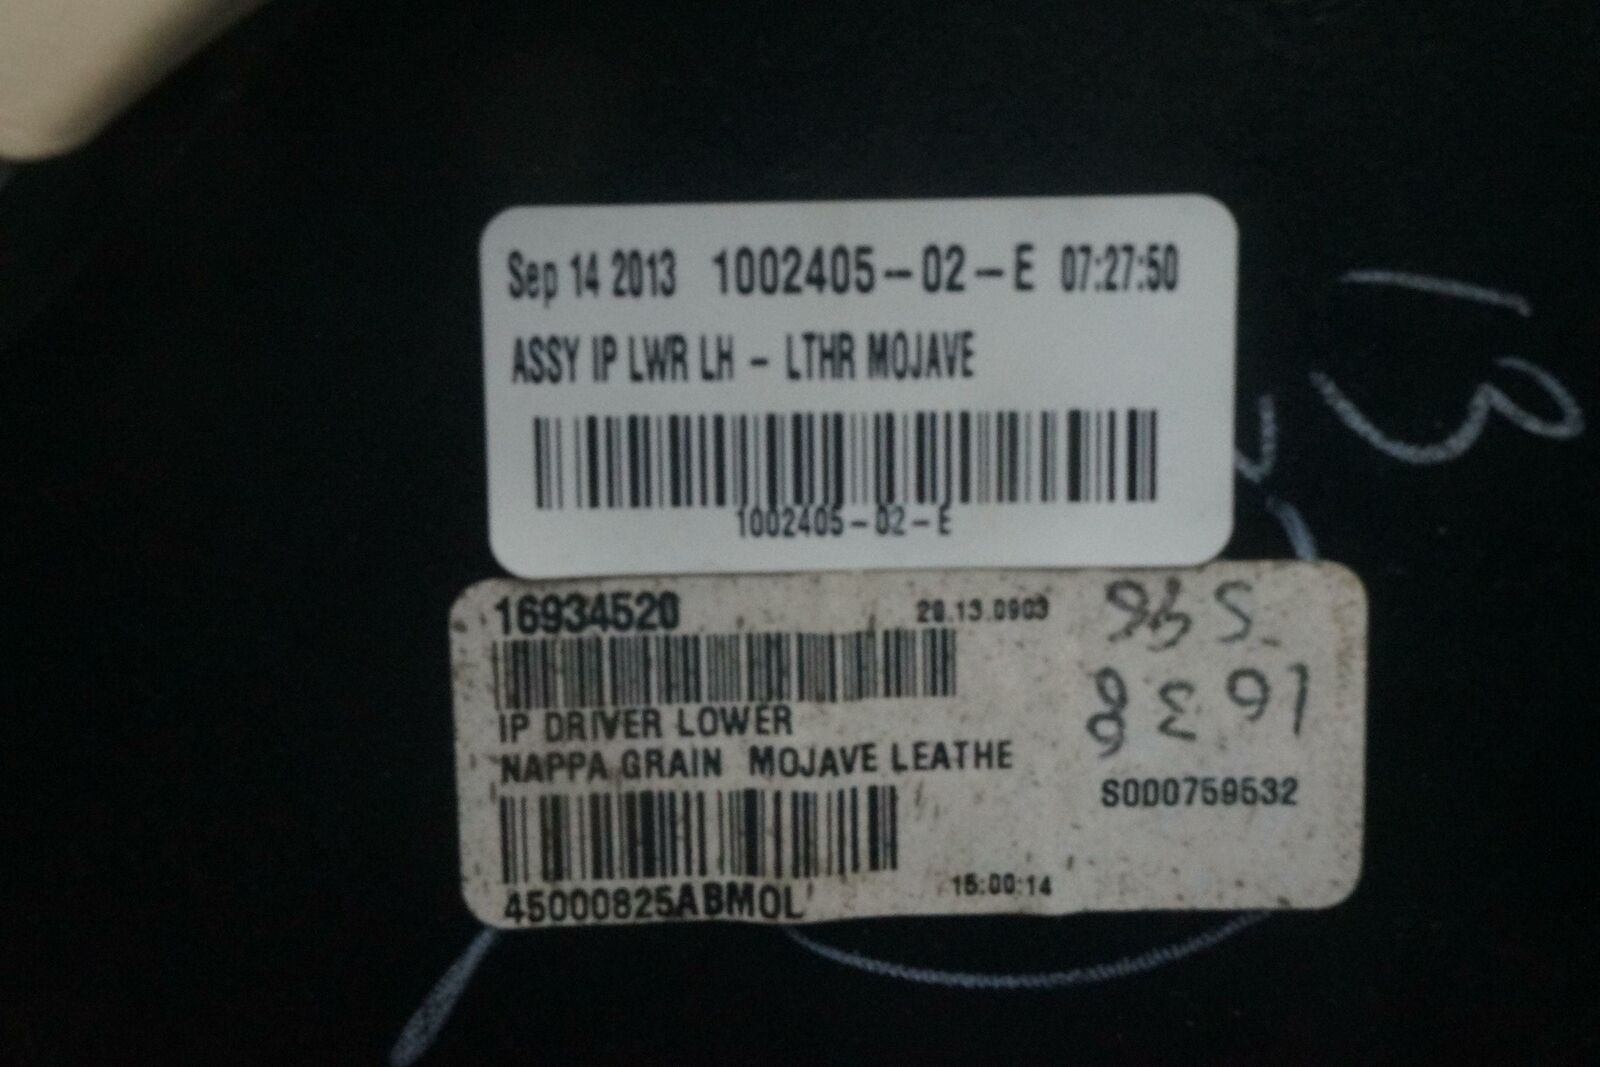 Sep 14 2013 1002405-02-E 07:27:50
ASSY IP LWR LH - LTHR MOJAVE
1002405-02-E
16934520 28.13.0903
IP DRIVER LOWER
NAPPA GRAIN MOJAVE LEATHE
S0D0759532
45000825ABMOL 15:00:14